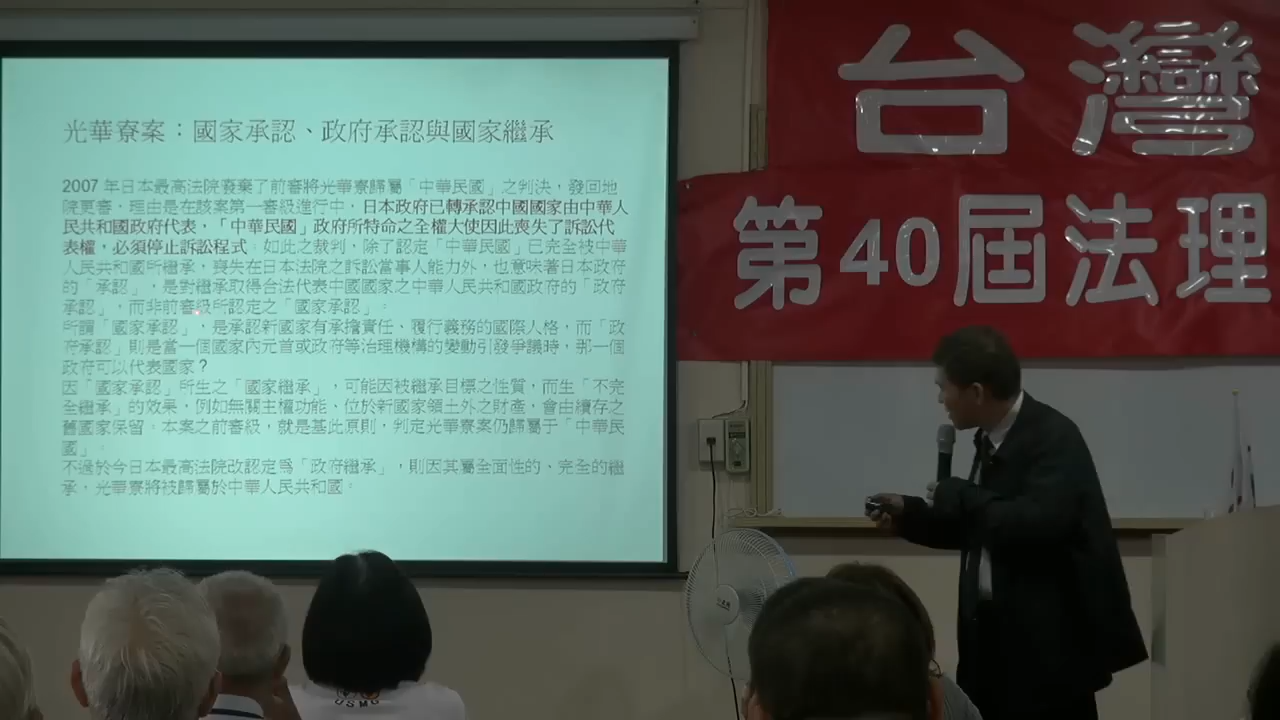 光華寮案：國家承認、政府承認與國家繼承
2007 年日本最高法院廢棄了前審將光華寮歸屬「中華民國」之判決，發回地
院更審，理由是在該案第一審級進行中，日本政府已轉承認中國國家由中華人
民共和國政府代表，「中華民國」政府所特命之全權大使因此喪失了訴訟代
表權，必須停止訴訟程式。如此之裁判，除了認定「中華民國」已完全被中華
人民共和國所繼承，喪失在日本法院之訴訟當事人能力外，也意味著日本政府
的「承認」，是對繼承取得合法代表中國國家之中華人民共和國政府的「政府
承認」，而非前審級所認定之「國家承認」。
所謂「國家承認」，是承認新國家有承擔責任、履行義務的國際人格，而「政
府承認」則是當一個國家內元首或政府等治理機構的變動引發爭議時，那一個
政府可以代表國家？
因「國家承認」所生之「國家繼承」，可能因被繼承目標之性質，而生「不完
全繼承」的效果，例如無關主權功能、位於新國家領土外之財產，會由續存之
舊國家保留。本案之前審級，就是基此原則，判定光華寮案仍歸屬于「中華民
國」。
不過於今日本最高法院改認定爲「政府繼承」，則因其屬全面性的、完全的繼
承，光華寮將被歸屬於中華人民共和國。
台灣
第40屆法理
USMG